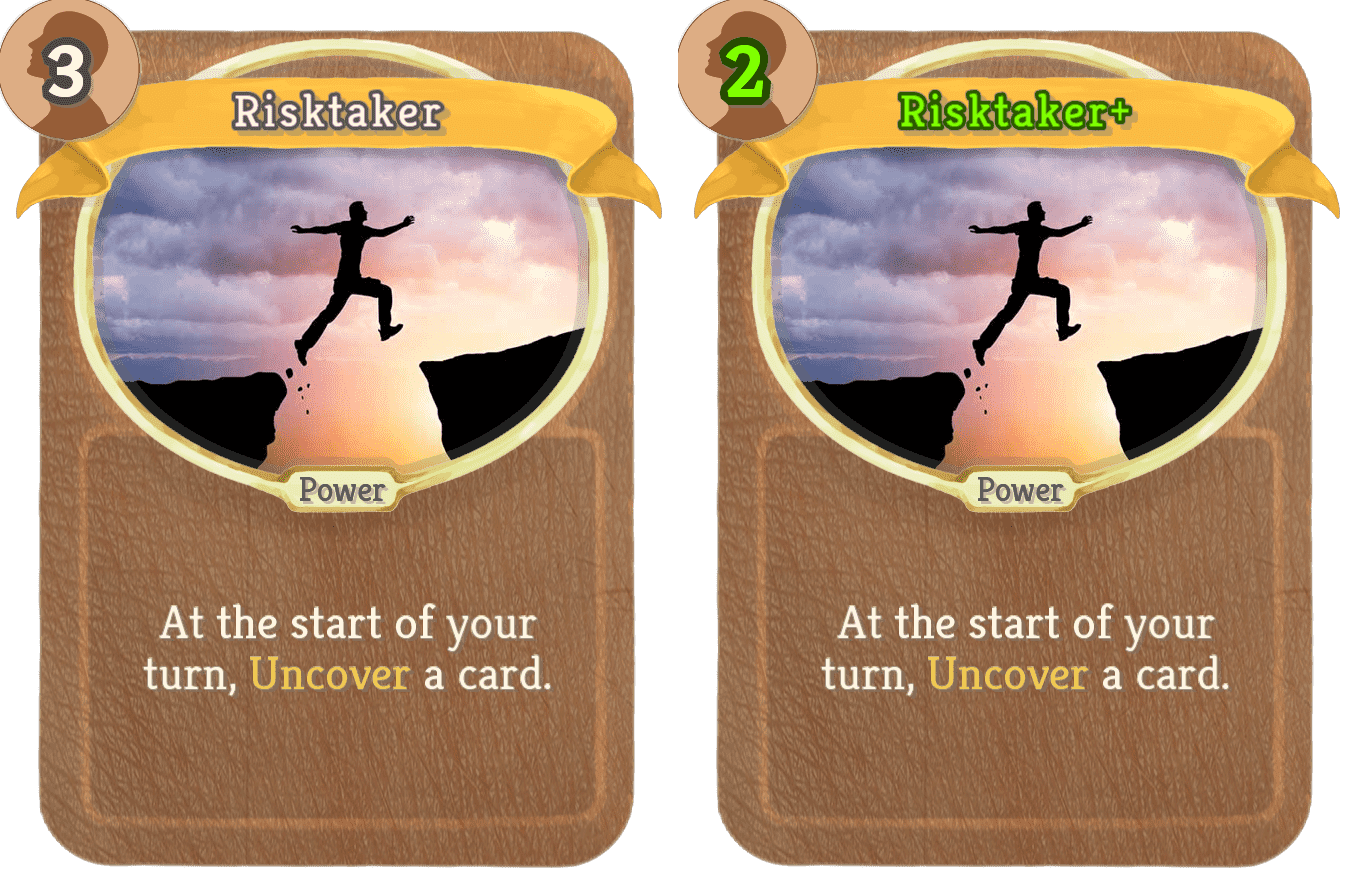 3
Risktaker
Power
At the start of your
turn, Uncover a card.
2
Risktaker+
Power
At the start of your
turn, Uncover a card.